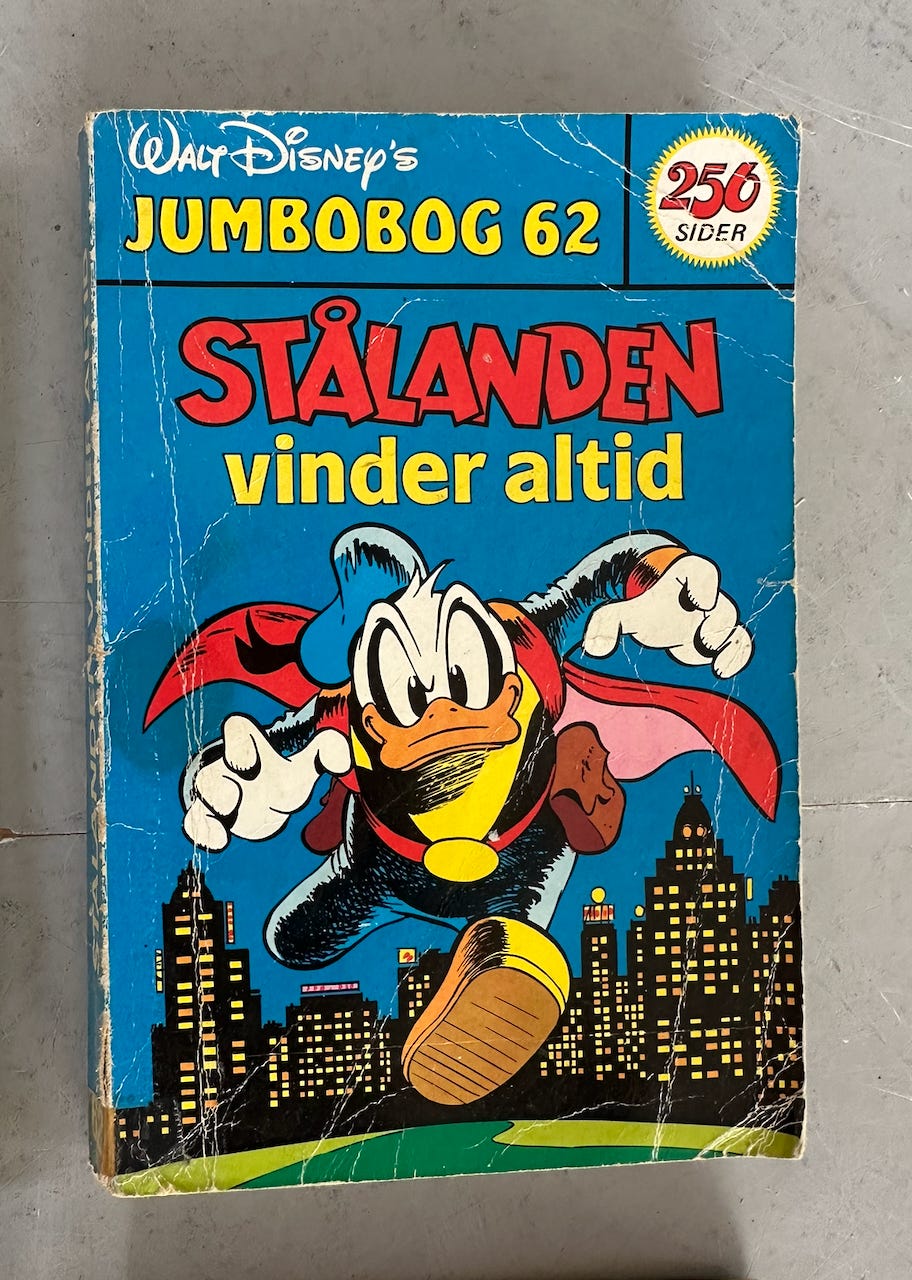 WALT DISNEY'S
JUMBOBOG 62
256
SIDER
STÅLANDEN
vinder altid